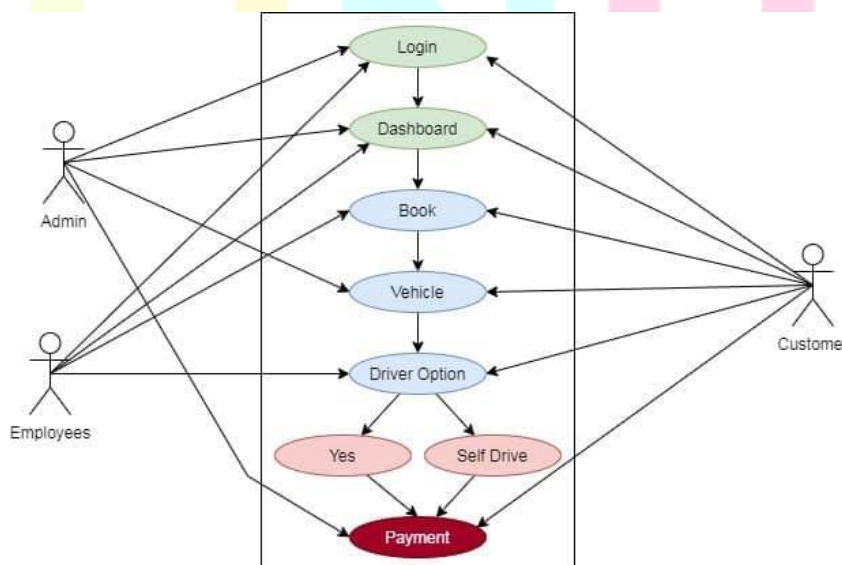 Login
Dashboard
Admin
Book
Vehicle
Custome
Driver Option
Employees
Yes
Self Drive
Payment